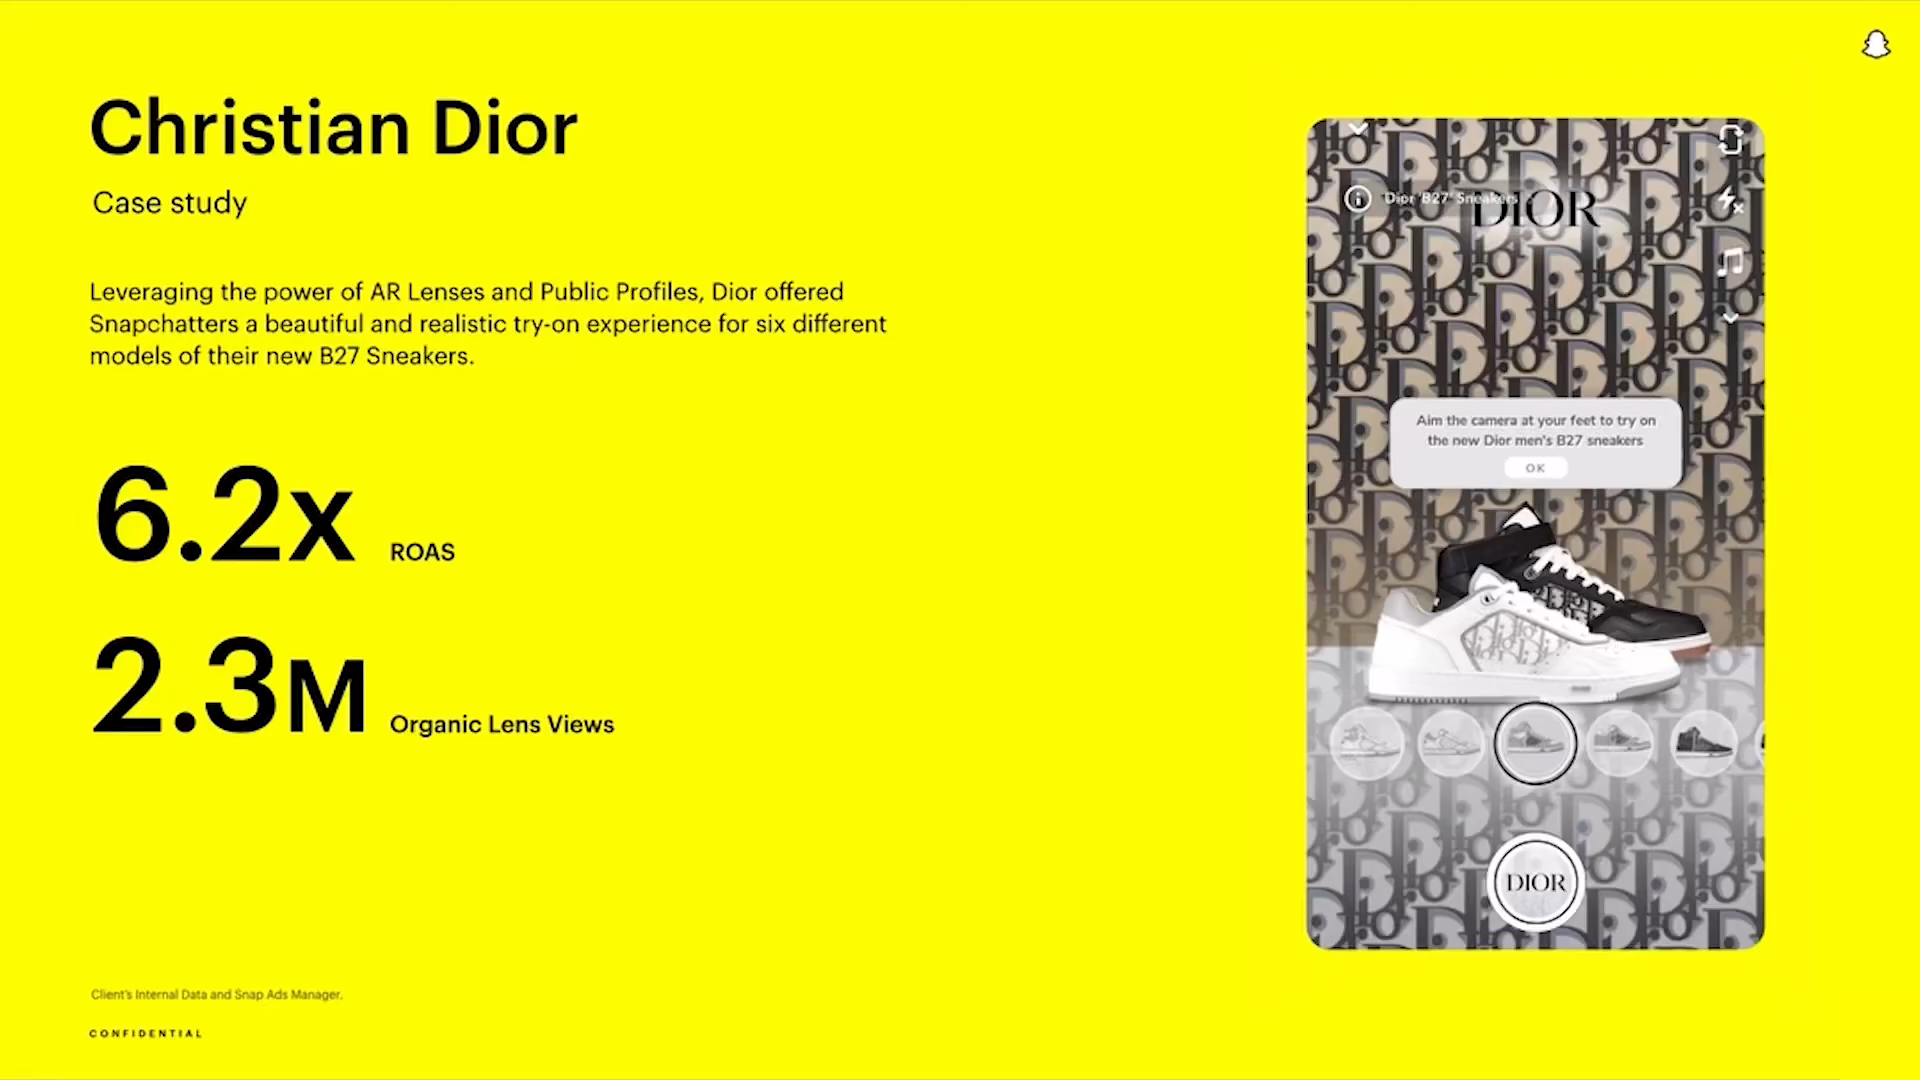 Christian Dior
Case study
Leveraging the power of AR Lenses and Public Profiles, Dior offered
Snapchatters a beautiful and realistic try-on experience for six different
models of their new B27 Sneakers.
6.2x ROAS
2.3M Organic Lens Views
Client's Internal Data and Snap Ads Manager.
CONFIDENTIAL
Dior 'B27' Sneakers
DIOR
Aim the camera at your feet to try on
the new Dior men's B27 sneakers
OK
DIOR